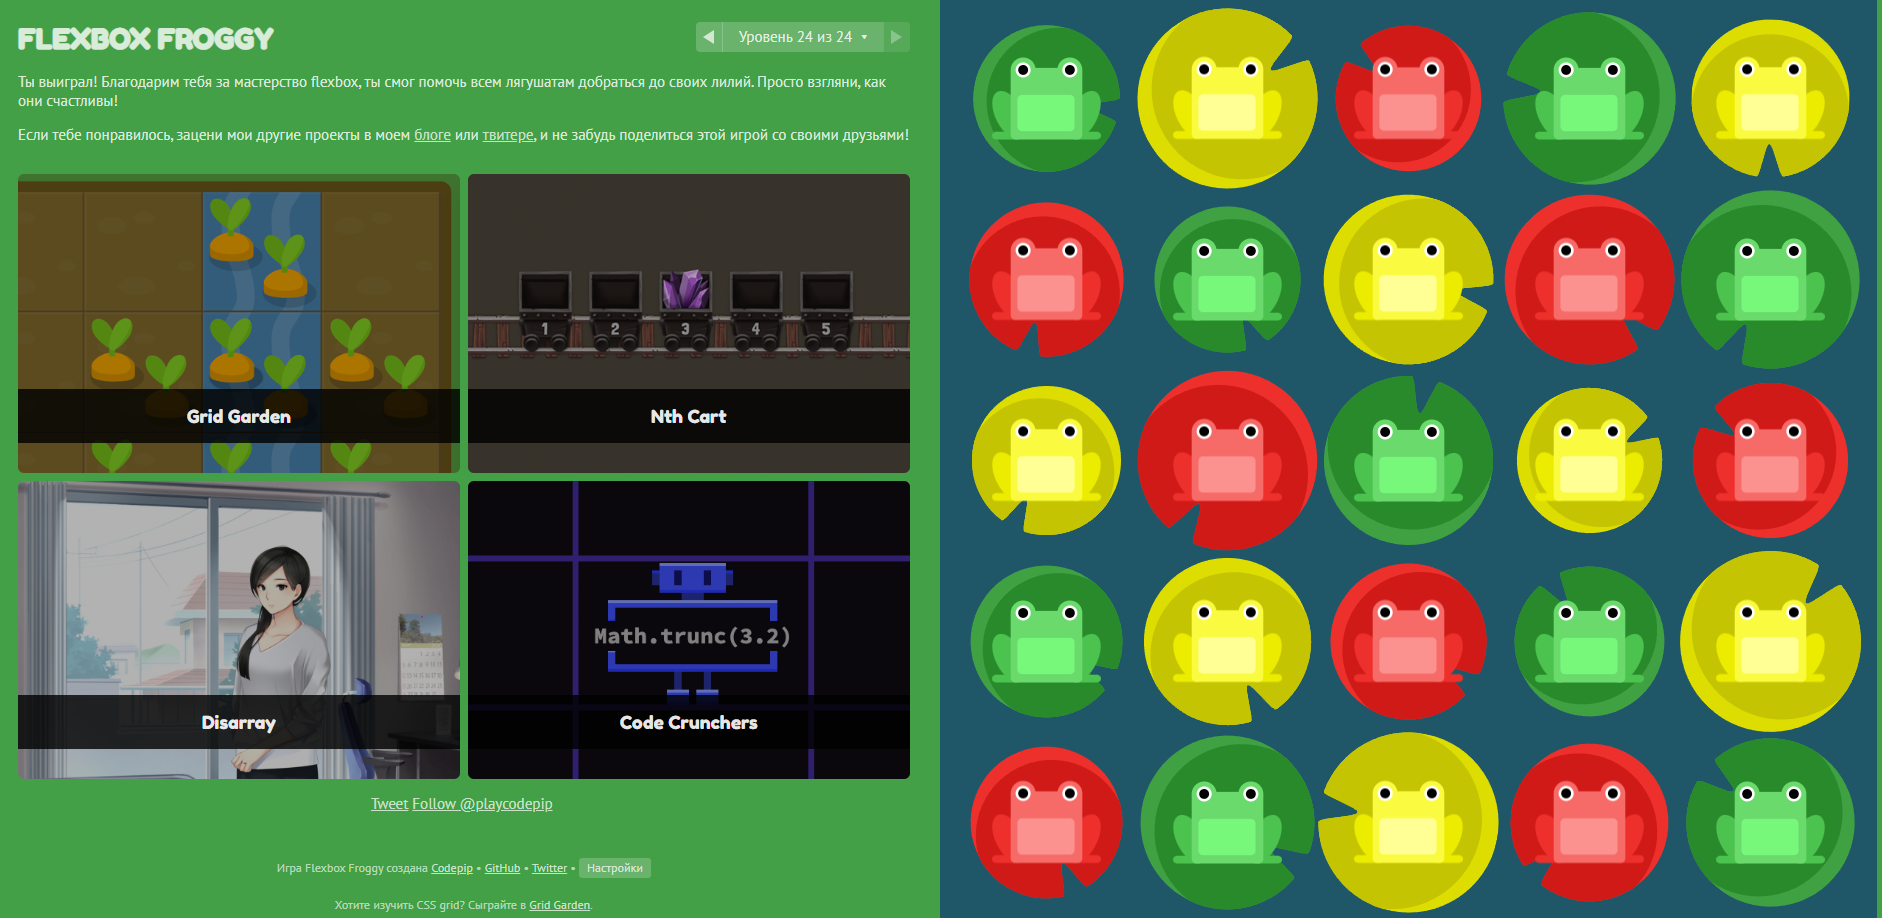 FLEXBOX FROGGY
Уровень 24 из 24
Ты выиграл! Благодарим тебя за мастерство flexbox, ты смог помочь всем лягушатам добраться до своих лилий. Просто взгляни, как
они счастливы!
Если тебе понравилось, зацени мои другие проекты в моем блоге или твитере, и не забудь поделиться этой игрой со своими друзьями!
1 2 3 4 5
Grid Garden
Nth Cart
Math.trunc(3.2)
Disarray
Code Crunchers
Tweet Follow @playcodepip
Игра Flexbox Froggy создана Codepip • GitHub • Twitter • Настройки
Хотите изучить CSS grid? Сыграйте в Grid Garden.